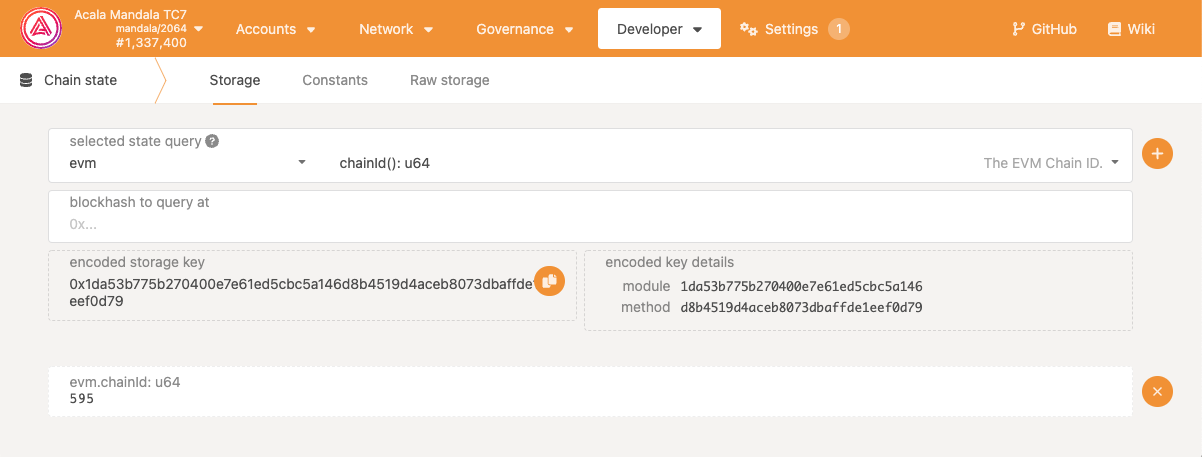 Acala Mandala TC7
mandala/2064
#1,337,400
Accounts
Network
Governance
Developer
Settings
1
GitHub
Wiki
Chain state
Storage
Constants
Raw storage
selected state query ?
evm
chainId(): u64
The EVM Chain ID.
blockhash to query at
0x...
encoded storage key
0x1da53b775b270400e7e61ed5cbc5a146d8b4519d4aceb8073dbaffde1
eef0d79
encoded key details
module 1da53b775b270400e7e61ed5cbc5a146
method d8b4519d4aceb8073dbaffde1eef0d79
evm.chainId: u64
595